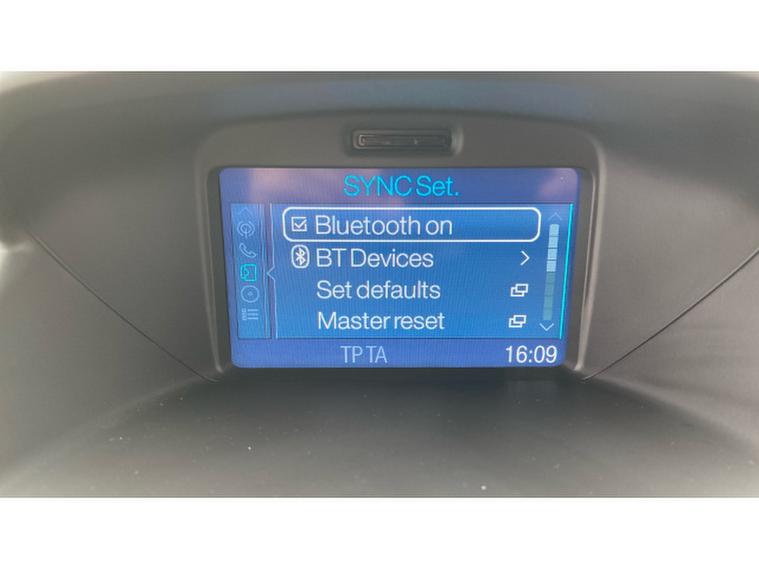 SYNC Set.
Bluetooth on
BT Devices
Set defaults
Master reset
TP TA 16:09